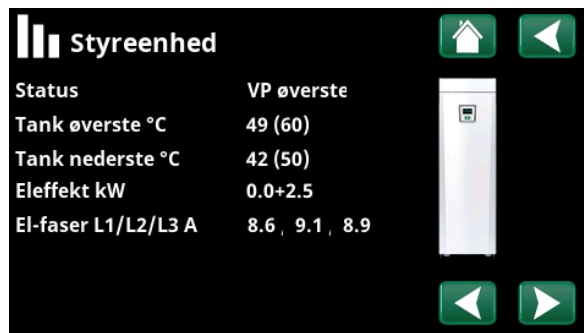 Styreenhed
Status VP øverste
Tank øverste °C 49 (60)
Tank nederste °C 42 (50)
Eleffekt kW 0.0+2.5
El-faser L1/L2/L3 A 8.6 , 9.1 , 8.9